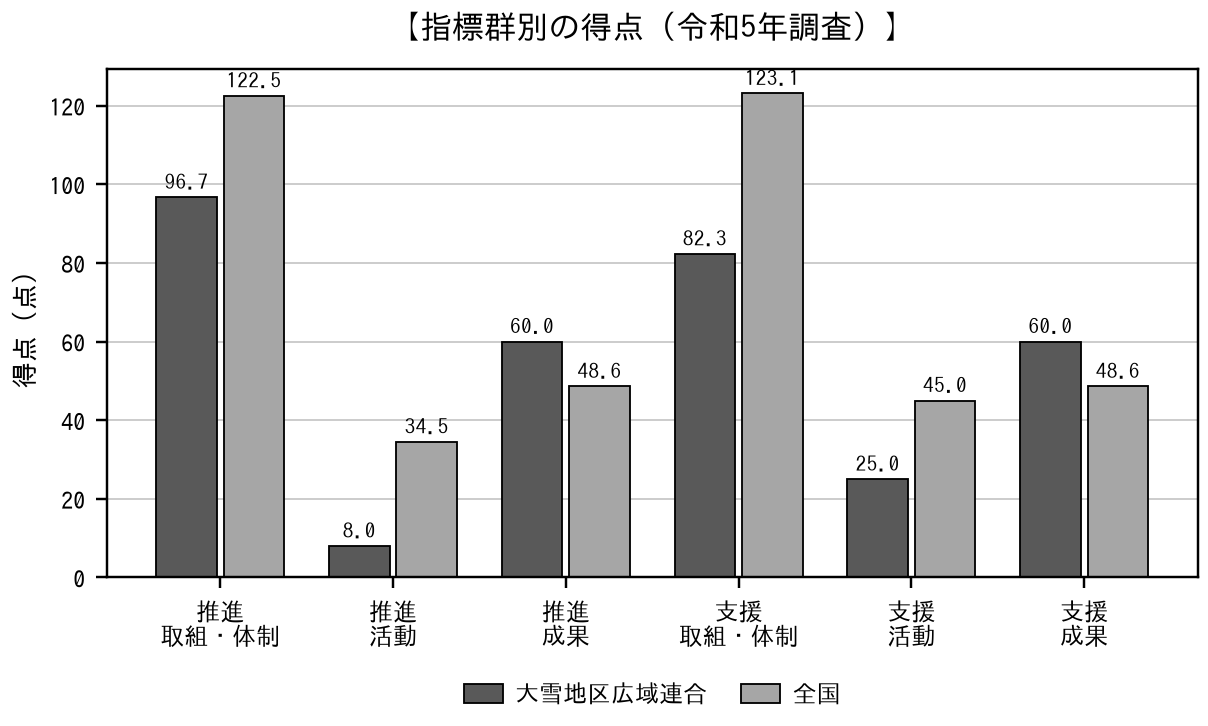 【指標群別の得点（令和5年調査）】
得点（点）
120
100
80
60
40
20
0
96.7
122.5
8.0
34.5
60.0
48.6
82.3
123.1
25.0
45.0
60.0
48.6
推進
取組・体制
推進
活動
推進
成果
支援
取組・体制
支援
活動
支援
成果
大雪地区広域連合
全国